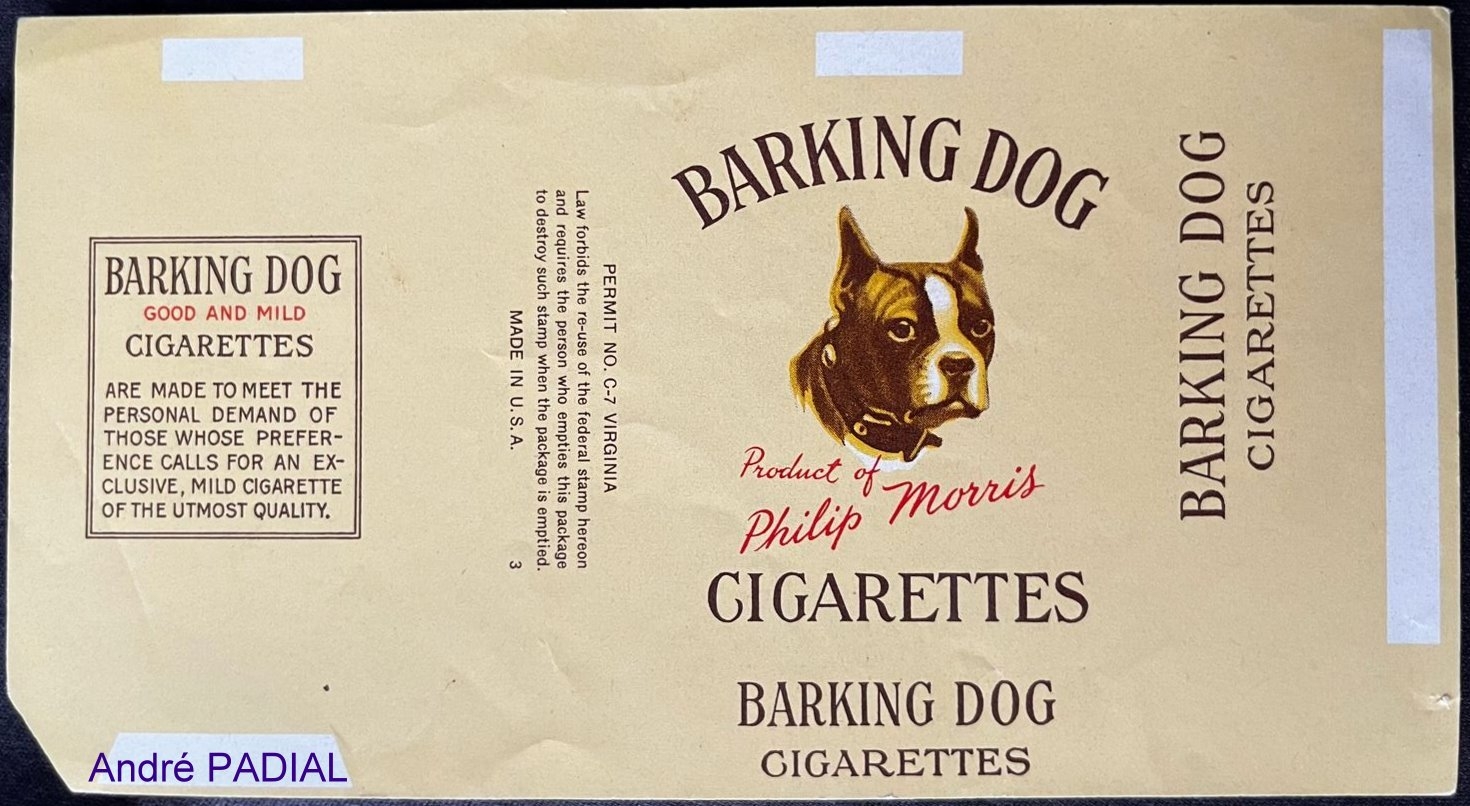 BARKING DOG
GOOD AND MILD
CIGARETTES
ARE MADE TO MEET THE
PERSONAL DEMAND OF
THOSE WHOSE PREFER-
ENCE CALLS FOR AN EX-
CLUSIVE, MILD CIGARETTE
OF THE UTMOST QUALITY.
PERMIT NO. C-7 VIRGINIA
Law forbids the re-use of the federal stamp hereon
and requires the person who empties this package
to destroy such stamp when the package is emptied.
MADE IN U.S.A.
3
BARKING DOG
Product of
Philip Morris
CIGARETTES
BARKING DOG
CIGARETTES
BARKING DOG
CIGARETTES
André PADIAL